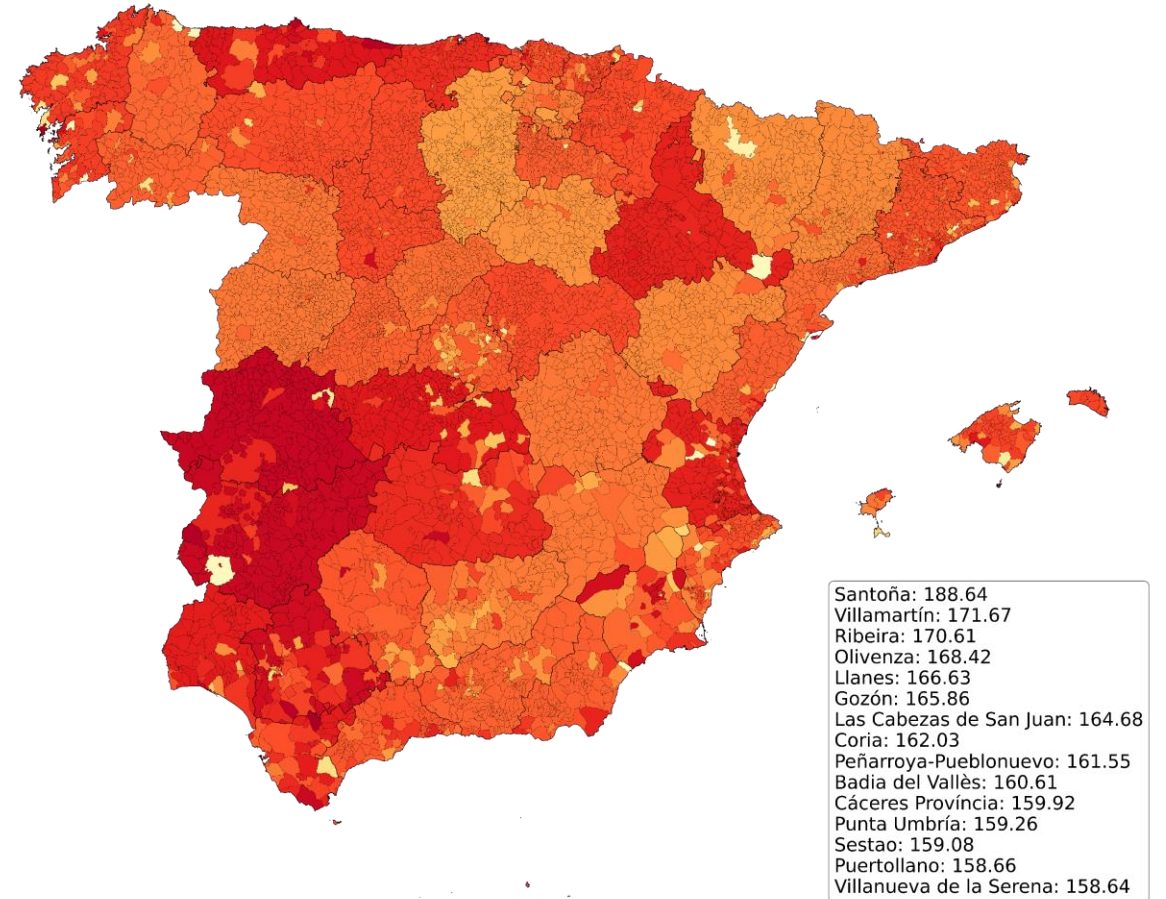 Santoña: 188.64
Villamartín: 171.67
Ribeira: 170.61
Olivenza: 168.42
Llanes: 166.63
Gozón: 165.86
Las Cabezas de San Juan: 164.68
Coria: 162.03
Peñarroya-Pueblonuevo: 161.55
Badia del Vallès: 160.61
Cáceres Província: 159.92
Punta Umbría: 159.26
Sestao: 159.08
Puertollano: 158.66
Villanueva de la Serena: 158.64